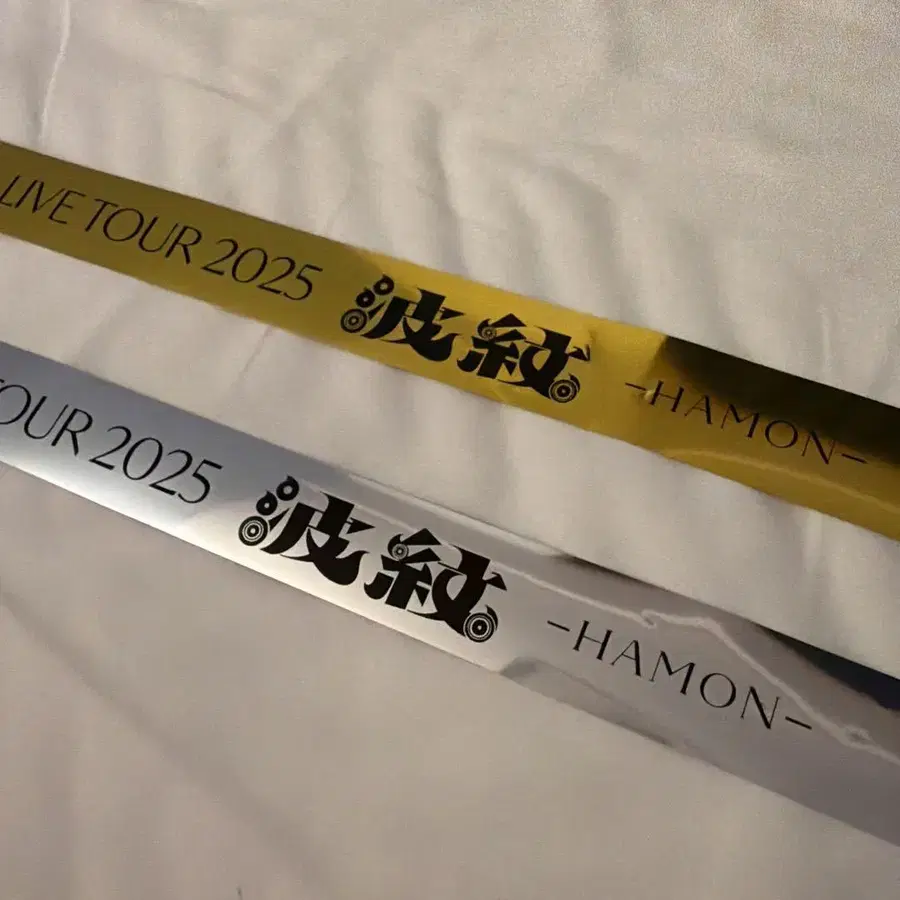 LIVE TOUR 2025 波紋 -HAMON-
TOUR 2025 波紋 -HAMON-